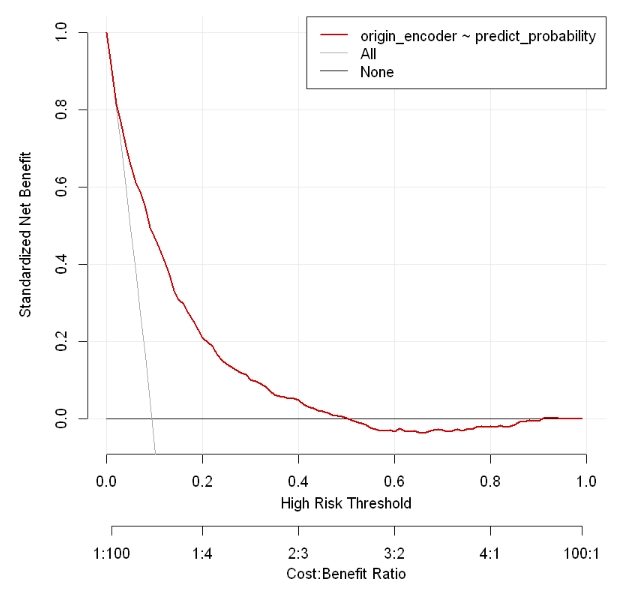 origin_encoder ~ predict_probability
All
None
Standardized Net Benefit
1.0
0.8
0.6
0.4
0.2
0.0
0.0 0.2 0.4 0.6 0.8 1.0
High Risk Threshold
1:100 1:4 2:3 3:2 4:1 100:1
Cost:Benefit Ratio